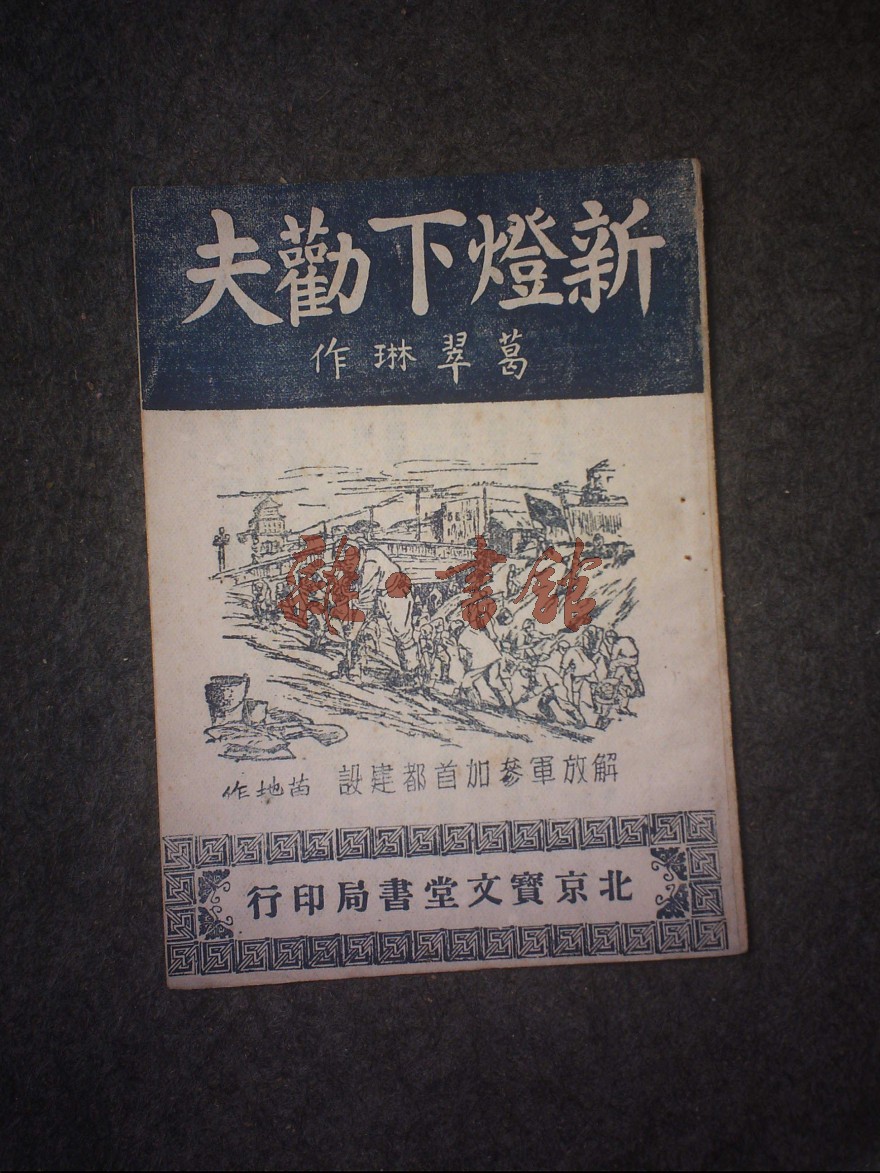 新燈下勸夫
葛翠琳作
雜·書館
解放軍參加首都建設 苗地作
北京寶文堂書局印行